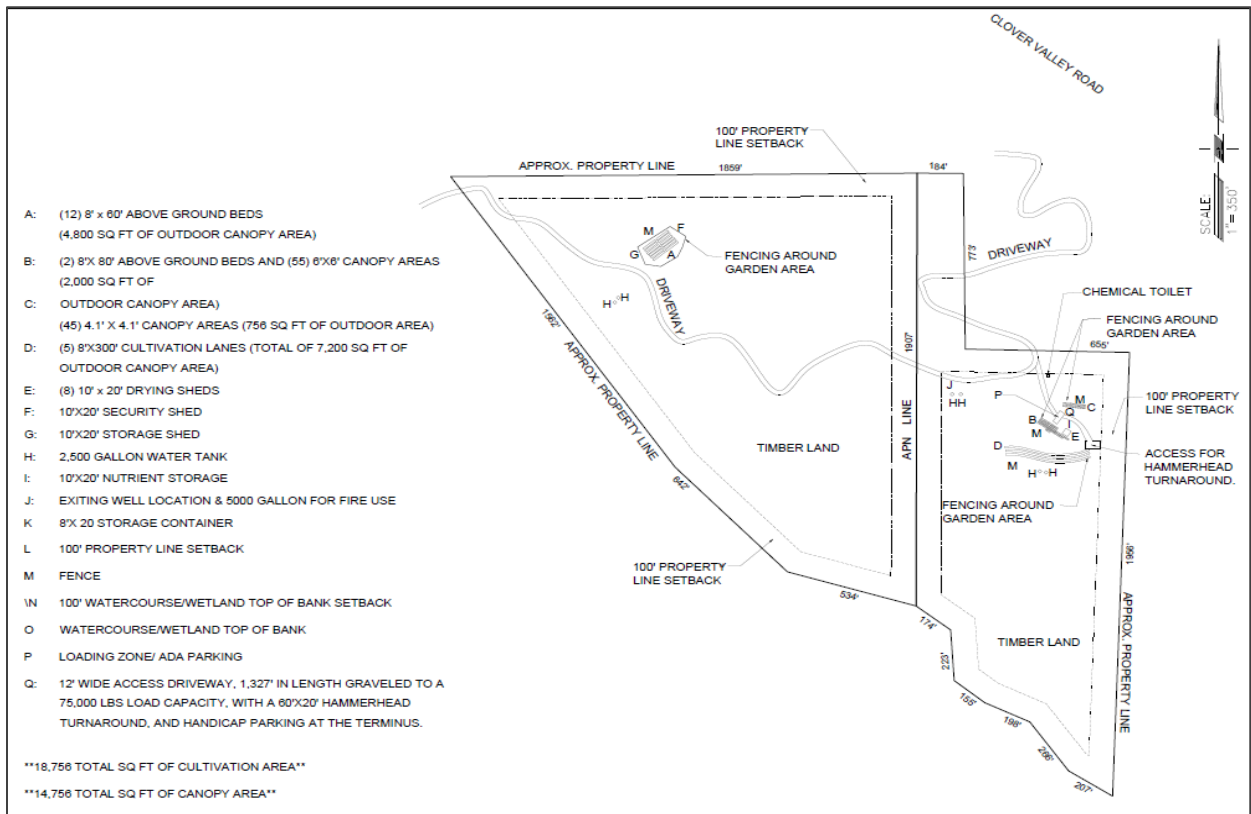 CLOVER VALLEY ROAD
100' PROPERTY
LINE SETBACK
APPROX. PROPERTY LINE
1859'
184'
SCALE:
1" = 350'
A: (12) 8' x 60' ABOVE GROUND BEDS
(4,800 SQ FT OF OUTDOOR CANOPY AREA)
B: (2) 8'X 80' ABOVE GROUND BEDS AND (55) 6'X6' CANOPY AREAS
(2,000 SQ FT OF
C: OUTDOOR CANOPY AREA)
(45) 4.1' X 4.1' CANOPY AREAS (756 SQ FT OF OUTDOOR AREA)
D: (5) 8'X300' CULTIVATION LANES (TOTAL OF 7,200 SQ FT OF
OUTDOOR CANOPY AREA)
E: (8) 10' x 20' DRYING SHEDS
F: 10'X20' SECURITY SHED
G: 10'X20' STORAGE SHED
H: 2,500 GALLON WATER TANK
I: 10'X20' NUTRIENT STORAGE
J: EXITING WELL LOCATION & 5000 GALLON FOR FIRE USE
K 8'X 20 STORAGE CONTAINER
L 100' PROPERTY LINE SETBACK
M FENCE
\N 100' WATERCOURSE/WETLAND TOP OF BANK SETBACK
O WATERCOURSE/WETLAND TOP OF BANK
P LOADING ZONE/ ADA PARKING
Q: 12' WIDE ACCESS DRIVEWAY, 1,327' IN LENGTH GRAVELED TO A
75,000 LBS LOAD CAPACITY, WITH A 60'X20' HAMMERHEAD
TURNAROUND, AND HANDICAP PARKING AT THE TERMINUS.
**18,756 TOTAL SQ FT OF CULTIVATION AREA**
**14,756 TOTAL SQ FT OF CANOPY AREA**
M F
G A
FENCING AROUND
GARDEN AREA
H H
DRIVEWAY
1562'
APPROX. PROPERTY LINE
642'
TIMBER LAND
100' PROPERTY
LINE SETBACK
534'
1907'
APN LINE
773'
DRIVEWAY
CHEMICAL TOILET
FENCING AROUND
GARDEN AREA
655'
100' PROPERTY
LINE SETBACK
J
HH
P
M
C
Q
B
I
M
E
D
M
H H
ACCESS FOR
HAMMERHEAD
TURNAROUND.
FENCING AROUND
GARDEN AREA
1966'
APPROX. PROPERTY LINE
TIMBER LAND
174'
223'
155'
198'
266'
207'